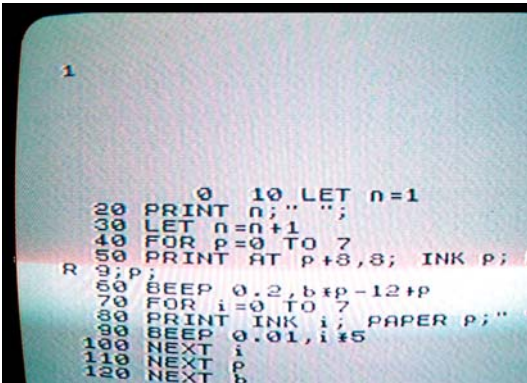 1
0 10 LET n=1
20 PRINT n;" ";
30 LET n=n+1
40 FOR p=0 TO 7
50 PRINT AT p+8,8; INK p;
R 9;p;
60 BEEP 0.2,b*p-12+p
70 FOR i=0 TO 7
80 PRINT INK i; PAPER p;"
90 BEEP 0.01,i*5
100 NEXT i
110 NEXT p
120 NEXT b